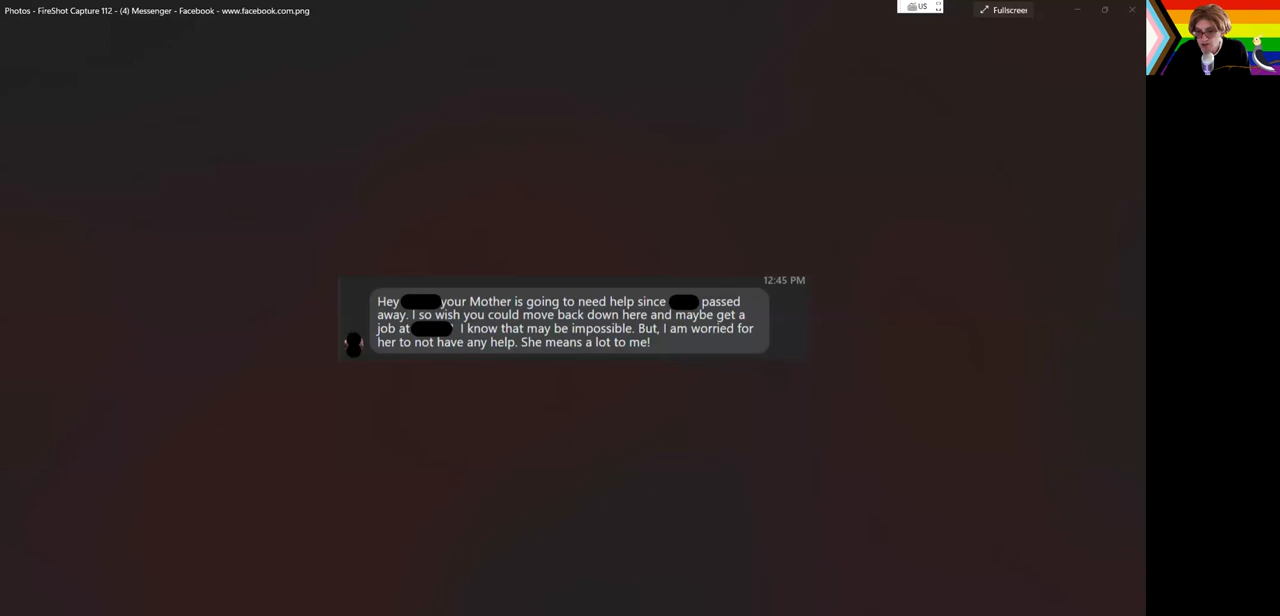 Photos - FireShot Capture 112 - (4) Messenger - Facebook - www.facebook.com.png
US
Fullscreen
12:45 PM
Hey your Mother is going to need help since passed
away. I so wish you could move back down here and maybe get a
job at I know that may be impossible. But, I am worried for
her to not have any help. She means a lot to me!